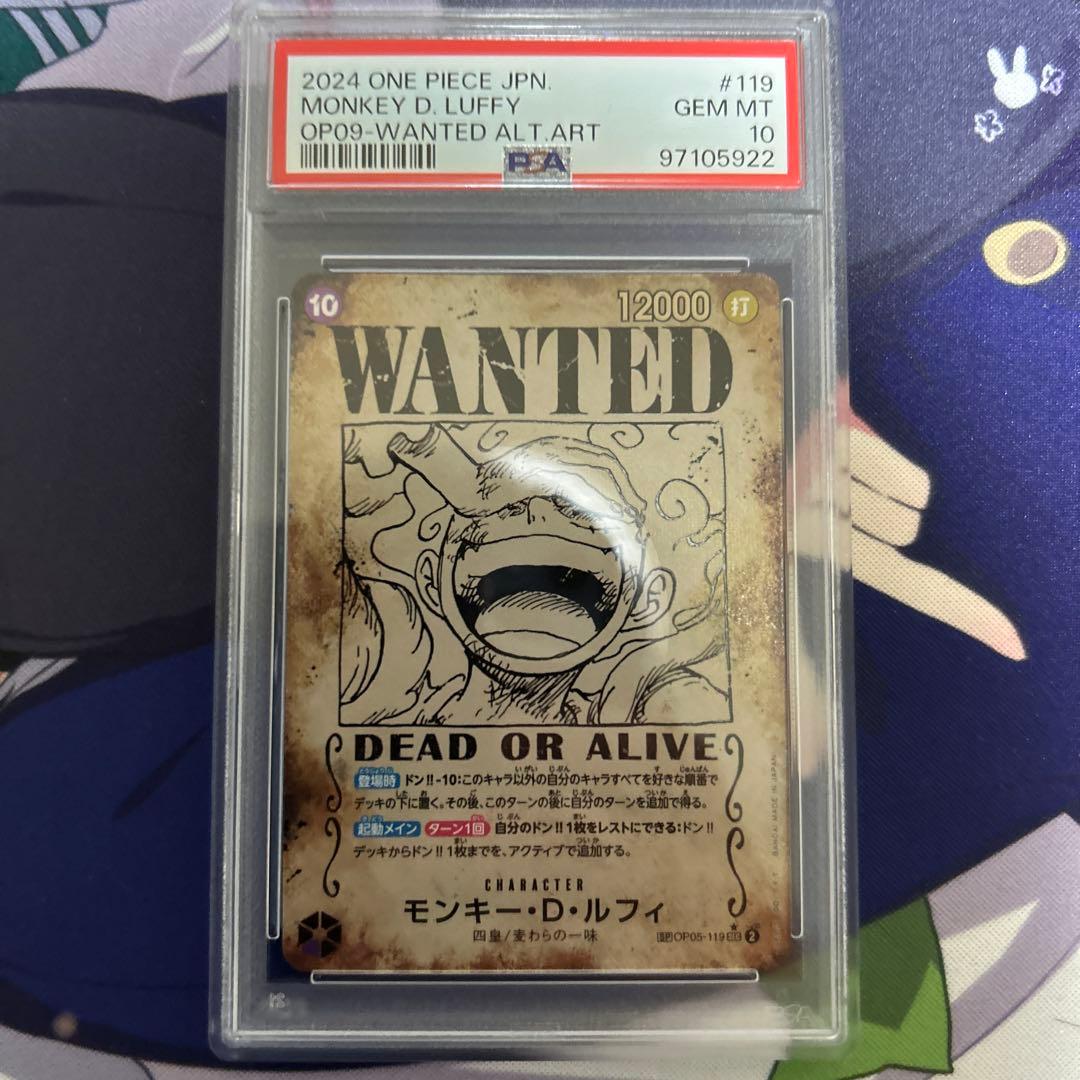 2024 ONE PIECE JPN. #119
MONKEY D. LUFFY GEM MT
OP09-WANTED ALT.ART 10
PSA 97105922
10 12000 打
WANTED
DEAD OR ALIVE
登場時 ドン!!-10:このキャラ以外の自分のキャラすべてを好きな順番で
デッキの下に置く。その後、このターンの後に自分のターンを追加で得る。
起動メイン ターン1回 自分のドン!!1枚をレストにできる:ドン!!
デッキからドン!!1枚までを、アクティブで追加する。
CHARACTER
モンキー・D・ルフィ
四皇/麦わらの一味
SP OP05-119 SEC 2
BANDAI MADE IN JAPAN